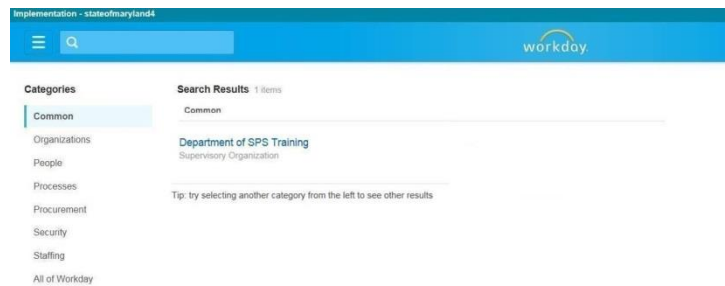 Implementation - stateofmaryland4
workday.
Categories
Common
Organizations
People
Processes
Procurement
Security
Staffing
All of Workday
Search Results 1 items
Common
Department of SPS Training
Supervisory Organization
Tip: try selecting another category from the left to see other results